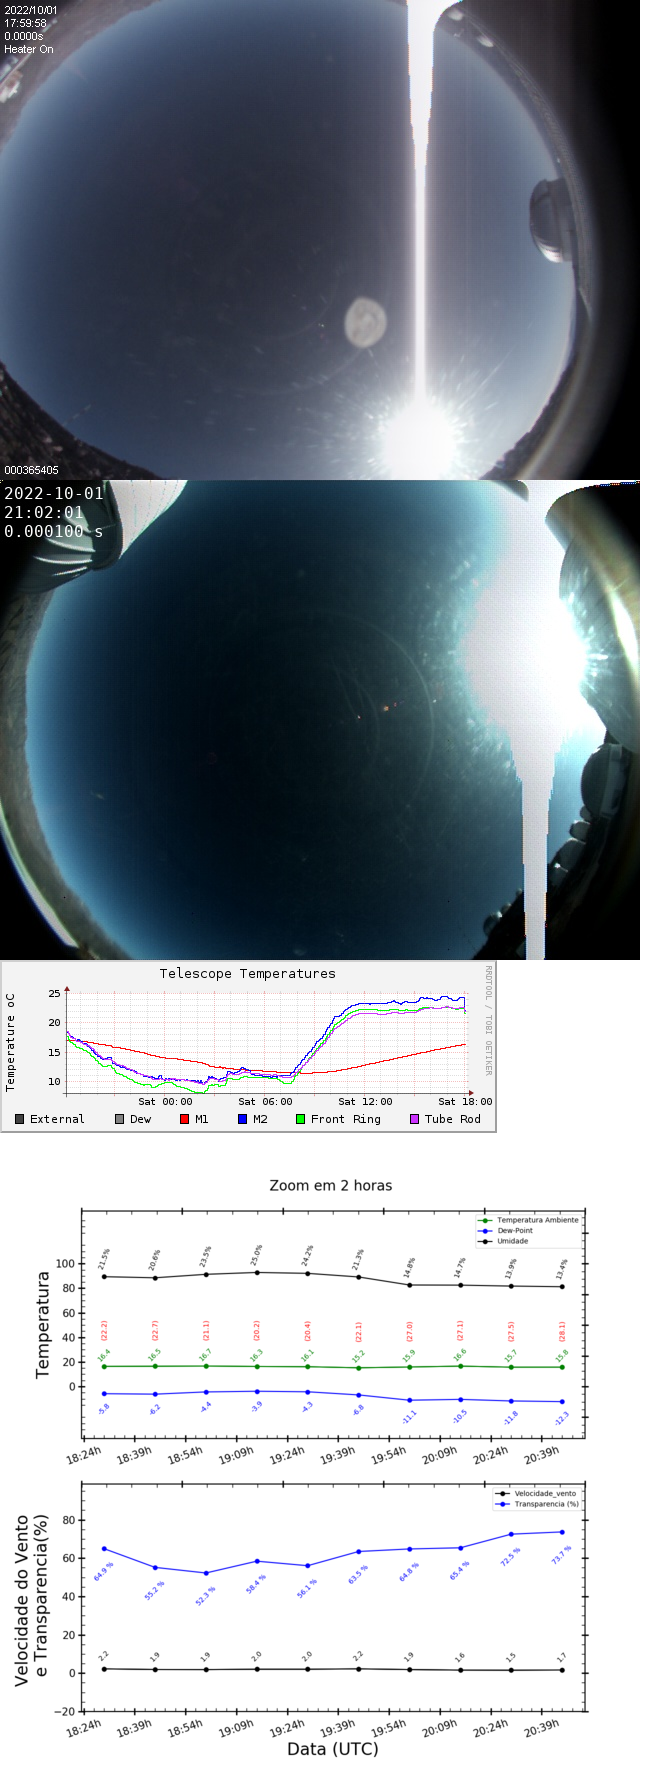 2022/10/01
17:59:58
0.0000s
Heater On
000365405
2022-10-01
21:02:01
0.000100 s
Telescope Temperatures
RRDTOOL / TOBI OETIKER
Temperature oC
25
20
15
10
Sat 00:00 Sat 06:00 Sat 12:00 Sat 18:00
External Dew M1 M2 Front Ring Tube Rod
Zoom em 2 horas
Temperatura Ambiente
Dew-Point
Umidade
Temperatura
100
80
60
40
20
0
21.5% 20.6% 23.5% 25.0% 24.2% 21.3% 14.8% 14.7% 13.9% 13.4%
(22.2) (22.7) (21.1) (20.2) (20.4) (22.1) (27.0) (27.1) (27.5) (28.1)
16.4 16.5 16.7 16.3 16.1 15.2 15.9 16.6 15.7 15.8
-5.8 -6.2 -4.4 -3.9 -4.3 -6.8 -11.1 -10.5 -11.8 -12.3
18:24h 18:39h 18:54h 19:09h 19:24h 19:39h 19:54h 20:09h 20:24h 20:39h
Velocidade_vento
Transparencia (%)
Velocidade do Vento
e Transparencia(%)
80
60
40
20
0
−20
64.9 % 55.2 % 52.3 % 58.4 % 56.1 % 63.5 % 64.8 % 65.4 % 72.5 % 73.7 %
2.2 1.9 1.9 2.0 2.0 2.2 1.9 1.6 1.5 1.7
18:24h 18:39h 18:54h 19:09h 19:24h 19:39h 19:54h 20:09h 20:24h 20:39h
Data (UTC)